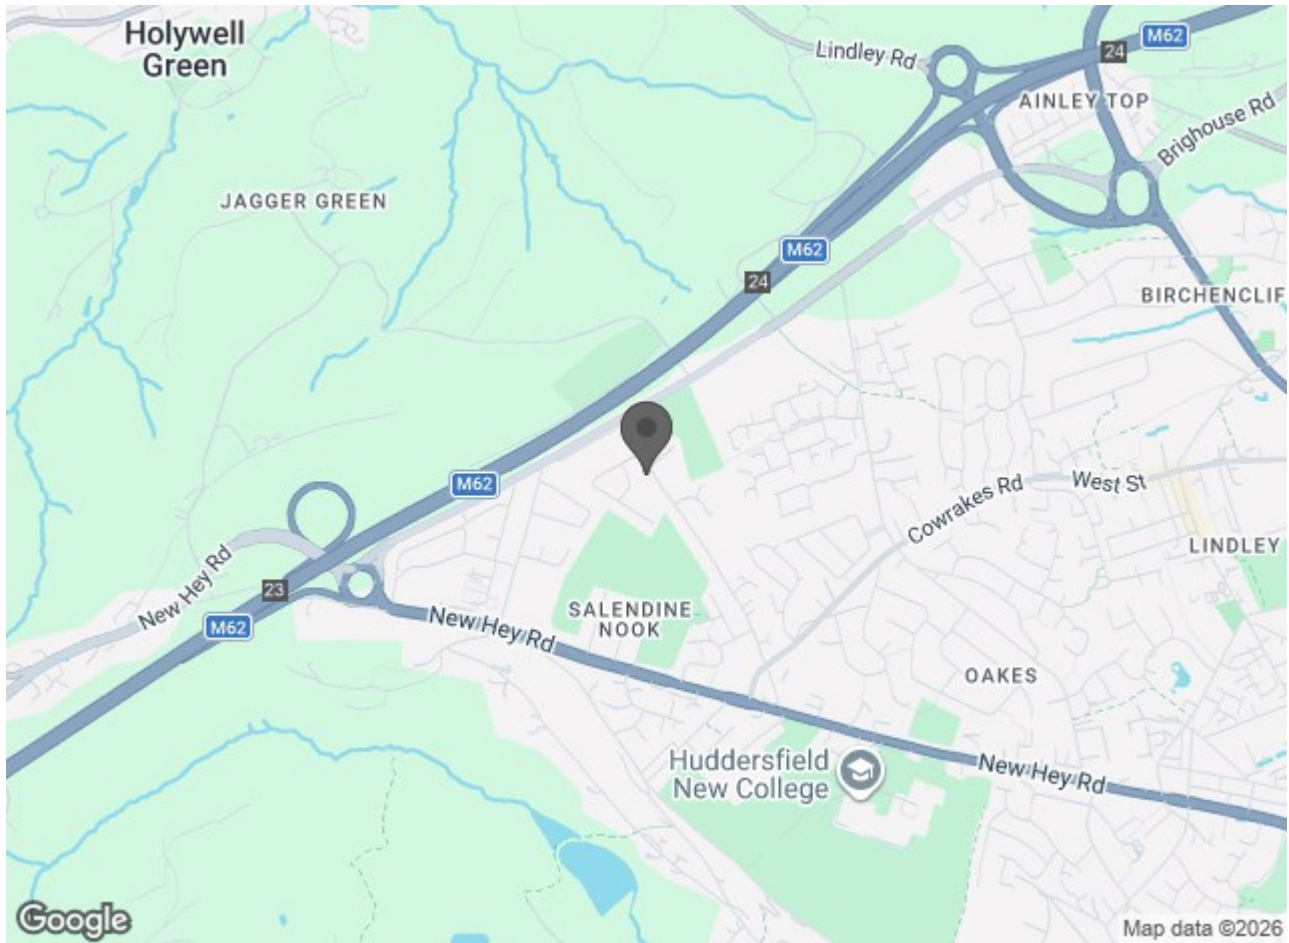 Holywell
Green
Lindley Rd
24
M62
AINLEY TOP
Brighouse Rd
JAGGER GREEN
M62
24
BIRCHENCLIF
M62
Cowrakes Rd
West St
LINDLEY
New Hey Rd
23
M62
New Hey Rd
SALENDINE
NOOK
OAKES
Huddersfield
New College
New Hey Rd
Google
Map data ©2026